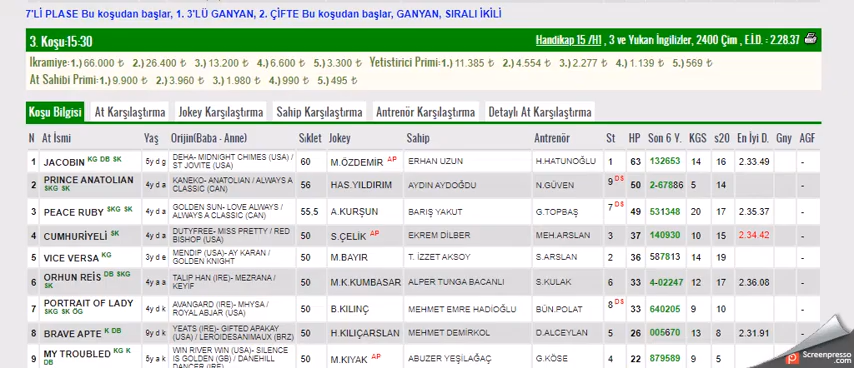 7'Lİ PLASE Bu koşudan başlar, 1. 3'LÜ GANYAN, 2. ÇİFTE Bu koşudan başlar, GANYAN, SIRALI İKİLİ
3. Koşu:15:30 Handikap 15 /H1 , 3 ve Yukarı İngilizler, 2400 Çim , E.İ.D. : 2.28.37
İkramiye: 1.) 66.000 ₺ 2.) 26.400 ₺ 3.) 13.200 ₺ 4.) 6.600 ₺ 5.) 3.300 ₺ Yetistirici Primi: 1.) 11.385 ₺ 2.) 4.554 ₺ 3.) 2.277 ₺ 4.) 1.139 ₺ 5.) 569 ₺
At Sahibi Primi: 1.) 9.900 ₺ 2.) 3.960 ₺ 3.) 1.980 ₺ 4.) 990 ₺ 5.) 495 ₺
Koşu Bilgisi At Karşılaştırma Jokey Karşılaştırma Sahip Karşılaştırma Antrenör Karşılaştırma Detaylı At Karşılaştırma
N At İsmi Yaş Orijin(Baba - Anne) Sıklet Jokey Sahip Antrenör St HP Son 6 Y. KGS s20 En İyi D. Gny AGF
1 JACOBIN KG DB SK 5y d g DEHA- MIDNIGHT CHIMES (USA) / ST JOVITE (USA) 60 M.ÖZDEMİR AP ERHAN UZUN H.HATUNOĞLU 1 63 132653 14 16 2.33.49 -
2 PRINCE ANATOLIAN SKG SK 4y d a KANEKO- ANATOLIAN / ALWAYS A CLASSIC (CAN) 56 HAS.YILDIRIM AYDIN AYDOĞDU N.GÜVEN 9 DS 50 2-67886 5 14 -
3 PEACE RUBY SKG SK 4y d a GOLDEN SUN- LOVE ALWAYS / ALWAYS A CLASSIC (CAN) 55.5 A.KURŞUN BARIŞ YAKUT G.TOPBAŞ 7 DS 49 531348 20 17 2.35.37 -
4 CUMHURİYELİ SK 4y d a DUTYFREE- MISS PRETTY / RED BISHOP (USA) 50 S.ÇELİK AP EKREM DİLBER MEH.ARSLAN 3 37 140930 10 15 2.34.42 -
5 VICE VERSA KG 3y d e MENDIP (USA)- AY KARAN / GOLDEN KNIGHT 50 M.BAYIR T. İZZET AKSOY S.ARSLAN 2 36 587813 14 19 -
6 ORHUN REİS DB SKG SK 4y a a TALIP HAN (IRE)- MEZRANA / KEYİF 50 M.K.KUMBASAR ALPER TUNGA BACANLI S.KULAK 6 33 4-02247 12 17 2.36.08 -
7 PORTRAIT OF LADY SKG SK ÖG 4y d k AVANGARD (IRE)- MHYSA / ROYAL ABJAR (USA) 50 B.KILINÇ MEHMET EMRE HADİOĞLU BÜN.POLAT 8 DS 33 640205 9 10 -
8 BRAVE APTE K DB 9y d k YEATS (IRE)- GIFTED APAKAY (USA) / LEROIDESANIMAUX (BRZ) 50 H.KILIÇARSLAN MEHMET DEMİRKOL D.ALCEYLAN 5 26 005670 13 8 2.31.91 -
9 MY TROUBLED KG K DB 5y a k WIN RIVER WIN (USA)- SILENCE IS GOLDEN (GB) / DANEHILL DANCER (IRE) 50 M.KIYAK AP ABUZER YEŞİLAĞAÇ G.KÖSE 4 22 879589 9 5
Screenpresso.com